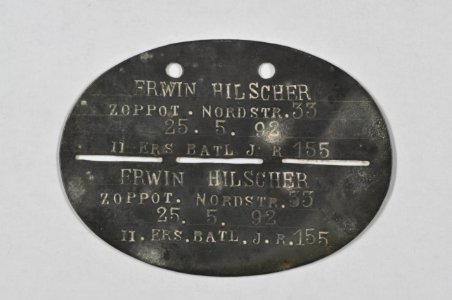 ERWIN HILSCHER
ZOPPOT. NORDSTR.33
25. 5. 92
II ERS BATL J. R.155
ERWIN HILSCHER
ZOPPOT. NORDSTR.33
25. 5. 92
II.ERS.BATL.J.R.155